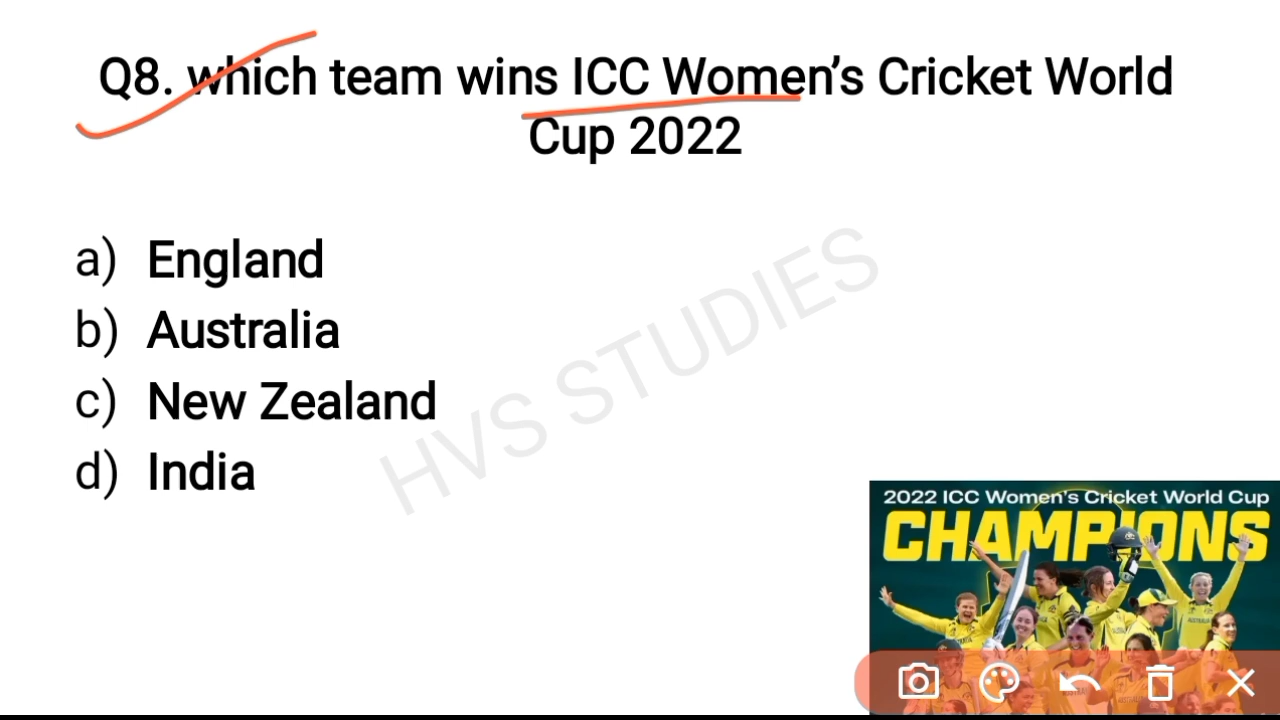 Q8. which team wins ICC Women’s Cricket World
Cup 2022
a) England
b) Australia
c) New Zealand
d) India
HVS STUDIES
2022 ICC Women's Cricket World Cup
CHAMPIONS